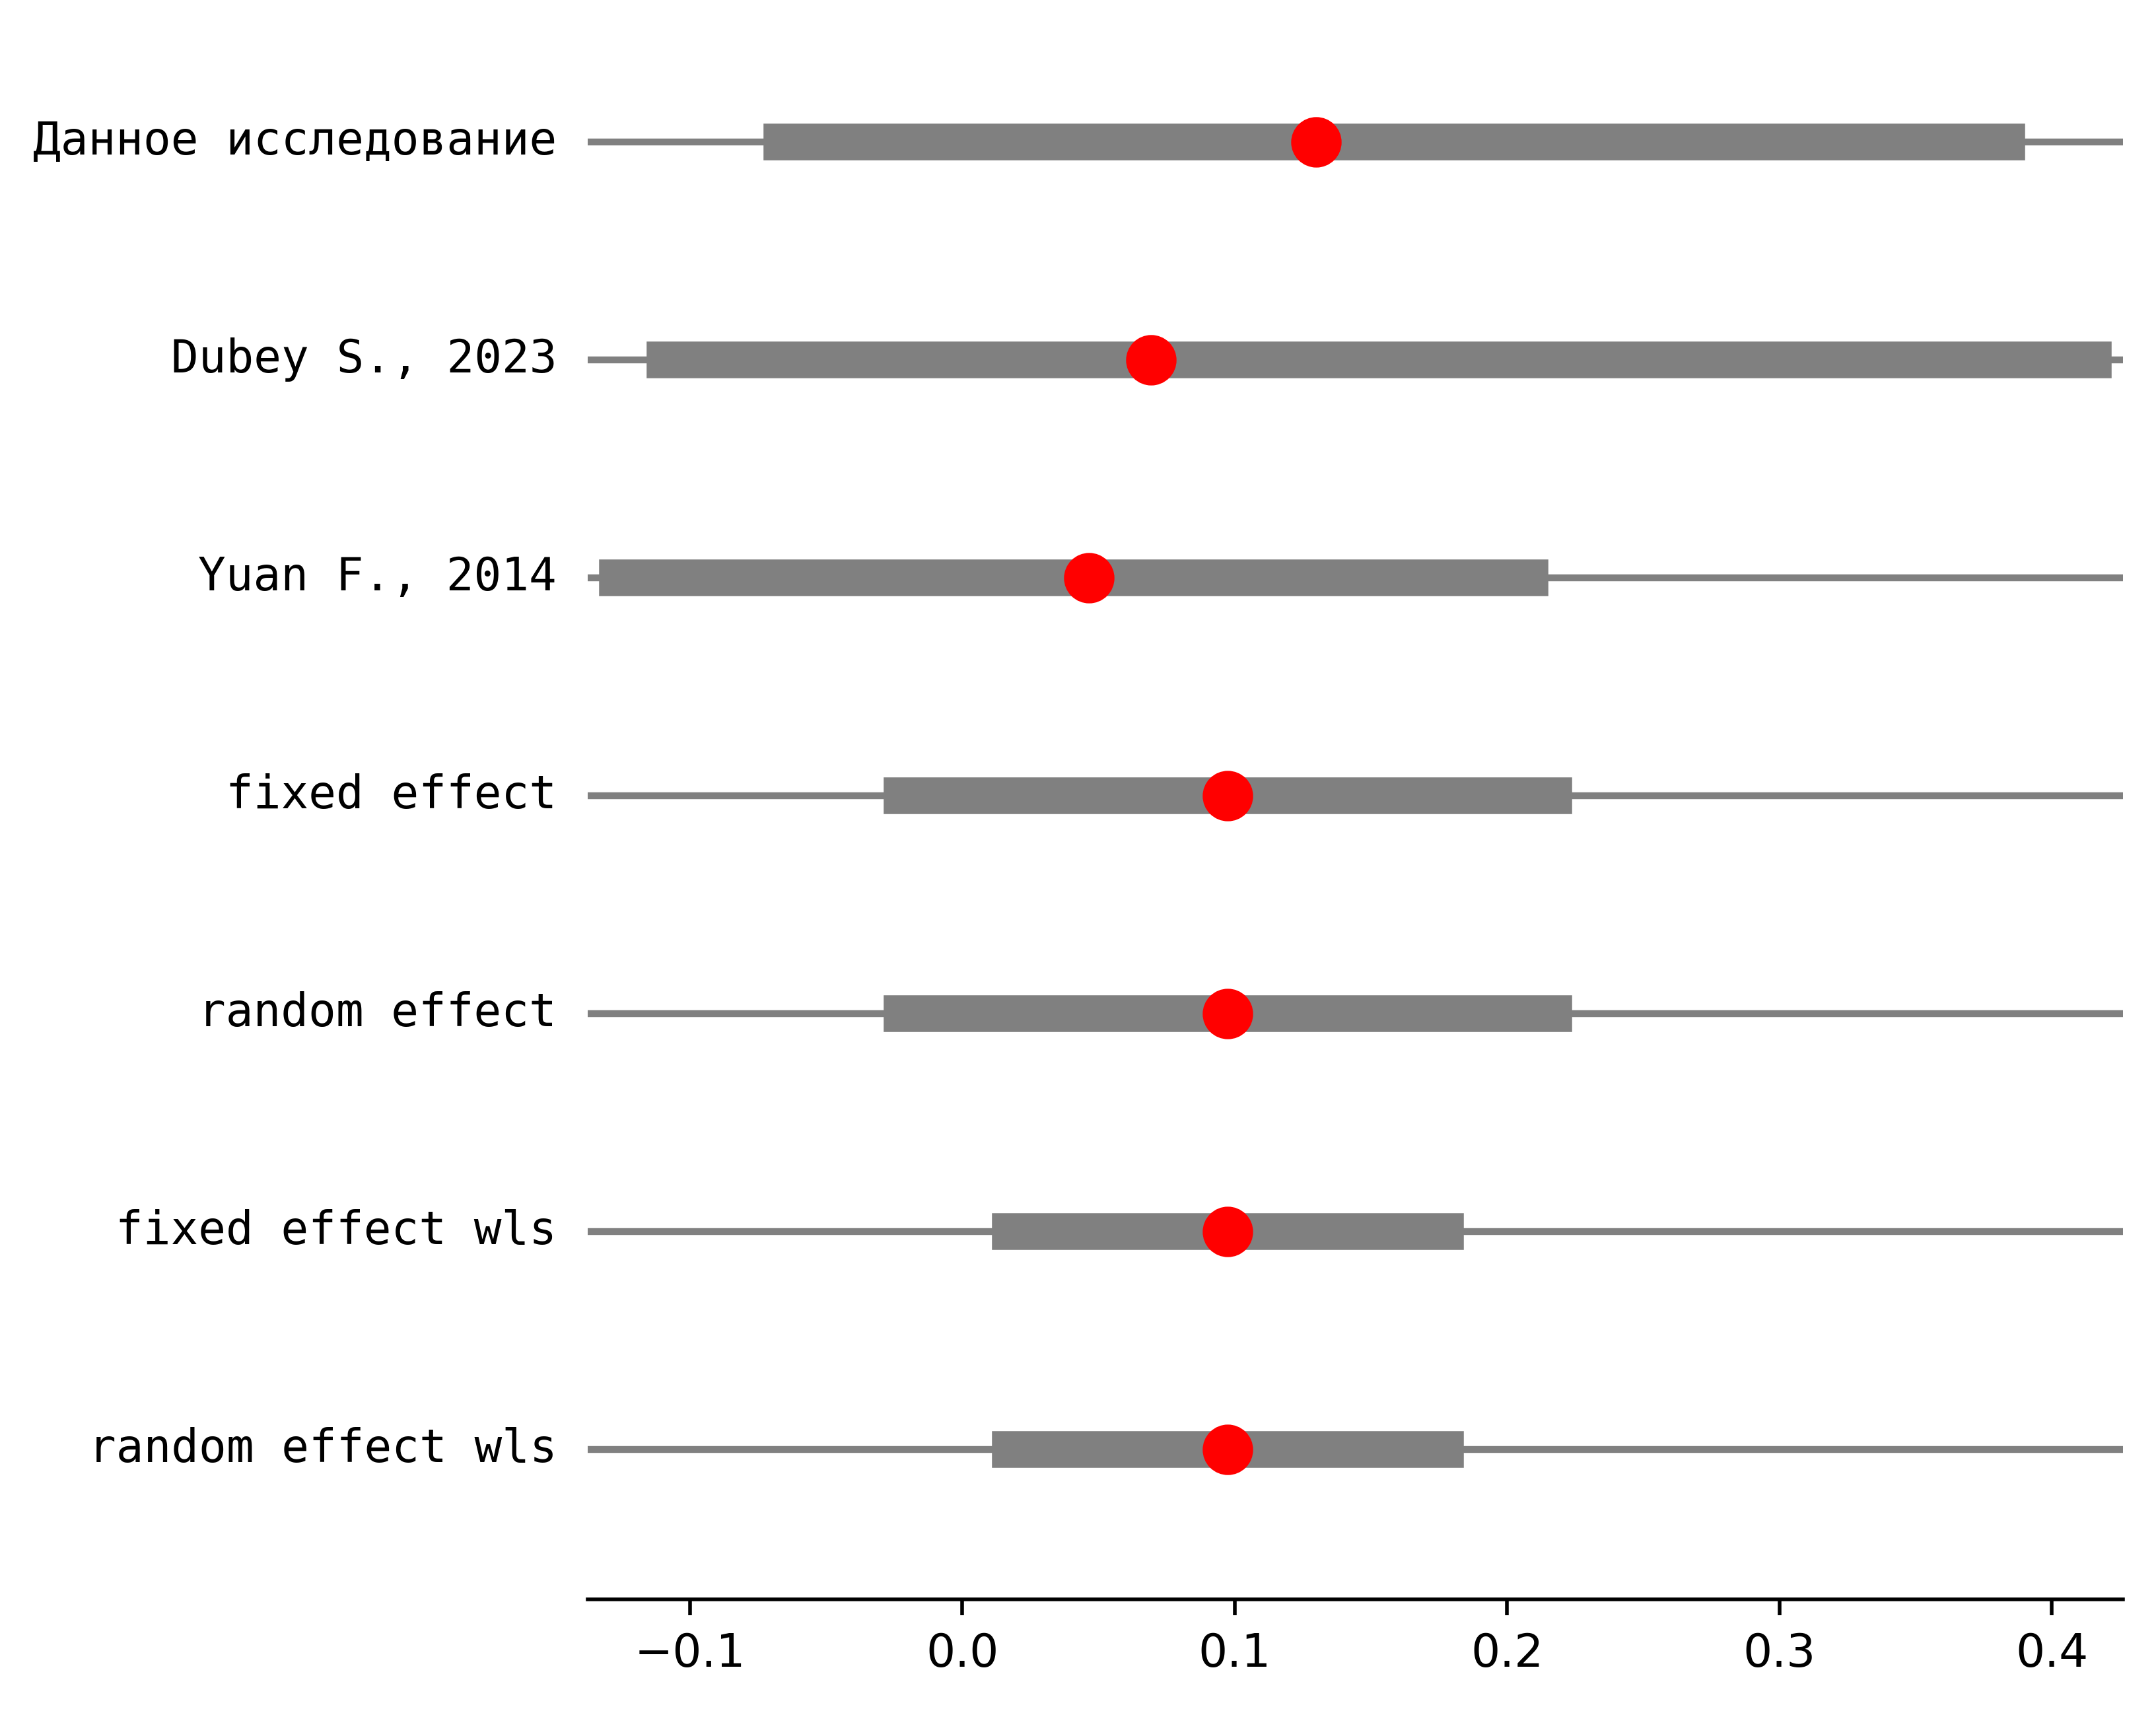 Данное исследование
Dubey S., 2023
Yuan F., 2014
fixed effect
random effect
fixed effect wls
random effect wls
−0.1 0.0 0.1 0.2 0.3 0.4